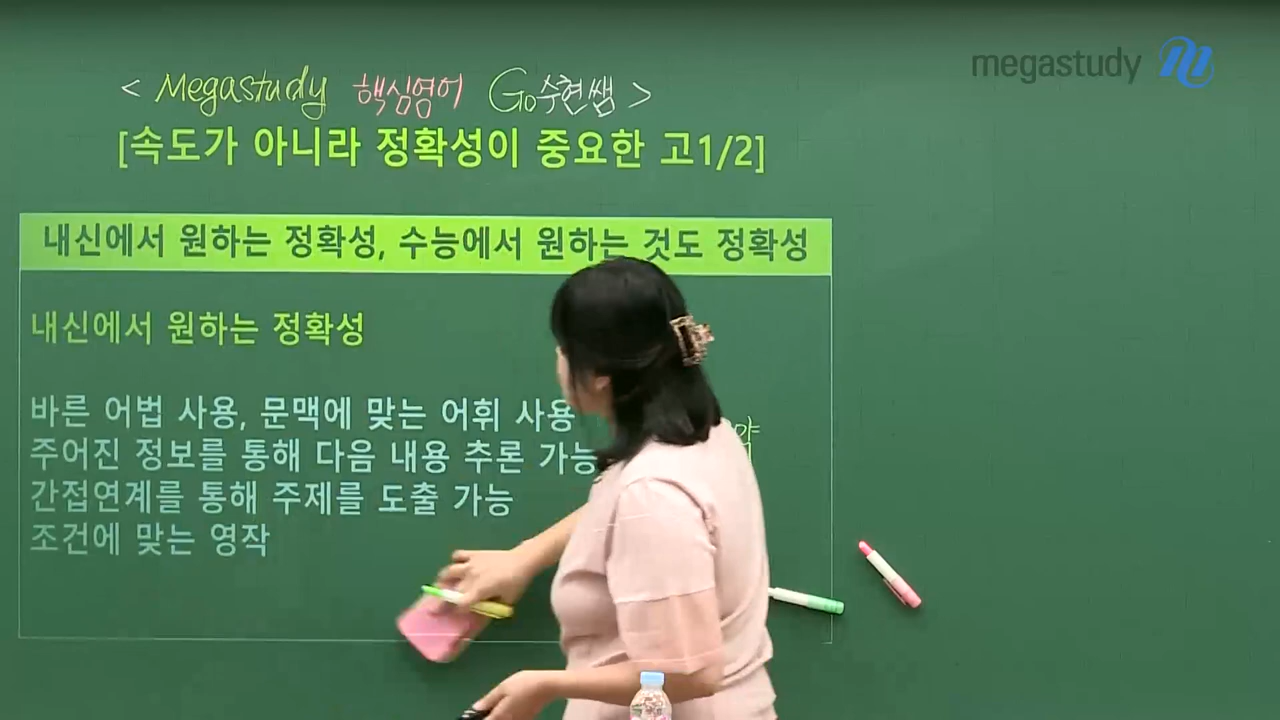 megastudy
< Megastudy 핵심영어 Go수현쌤 >
[속도가 아니라 정확성이 중요한 고1/2]
내신에서 원하는 정확성, 수능에서 원하는 것도 정확성
내신에서 원하는 정확성
바른 어법 사용, 문맥에 맞는 어휘 사용
주어진 정보를 통해 다음 내용 추론 가능
간접연계를 통해 주제를 도출 가능
조건에 맞는 영작